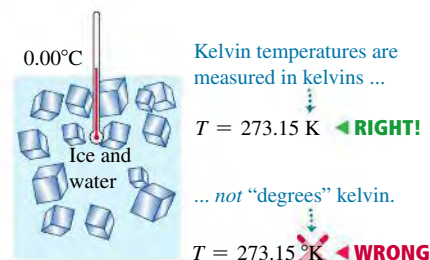 0.00°C
Ice and
water
Kelvin temperatures are
measured in kelvins ...
T = 273.15 K ◄ RIGHT!
... not “degrees” kelvin.
T = 273.15 °K ◄ WRONG